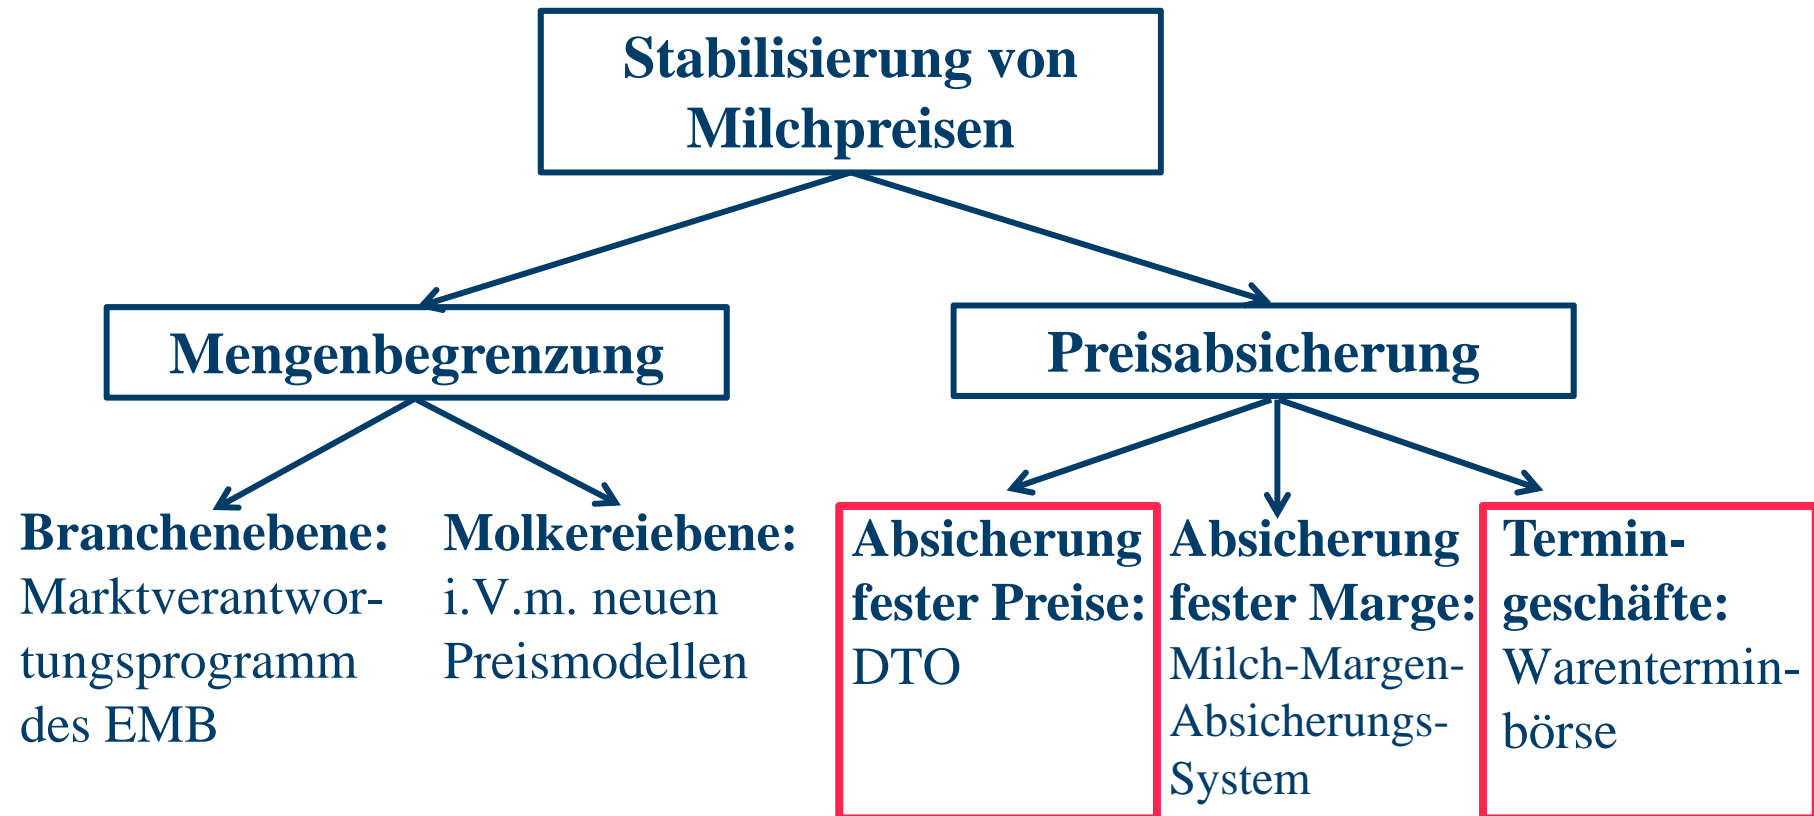 Stabilisierung von
Milchpreisen
Mengenbegrenzung
Preisabsicherung
Branchenebene:
Marktverantwor-
tungsprogramm
des EMB
Molkereiebene:
i.V.m. neuen
Preismodellen
Absicherung
fester Preise:
DTO
Absicherung
fester Marge:
Milch-Margen-
Absicherungs-
System
Termin-
geschäfte:
Warentermin-
börse